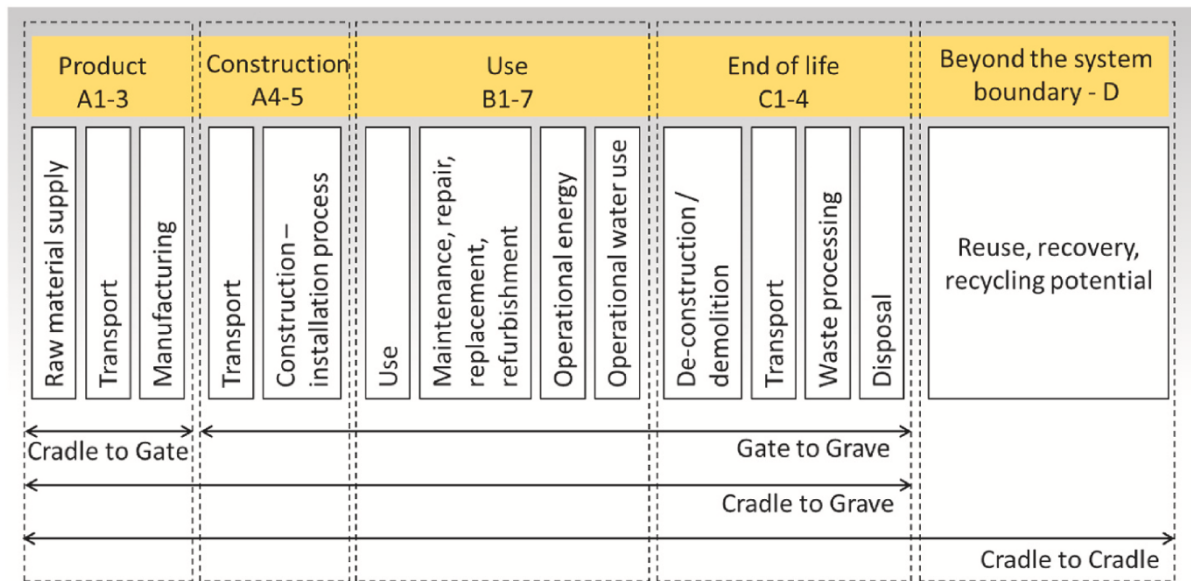 Product
A1-3
Construction
A4-5
Use
B1-7
End of life
C1-4
Beyond the system
boundary - D
Raw material supply
Transport
Manufacturing
Transport
Construction –
installation process
Use
Maintenance, repair,
replacement,
refurbishment
Operational energy
Operational water use
De-construction /
demolition
Transport
Waste processing
Disposal
Reuse, recovery,
recycling potential
Cradle to Gate
Gate to Grave
Cradle to Grave
Cradle to Cradle